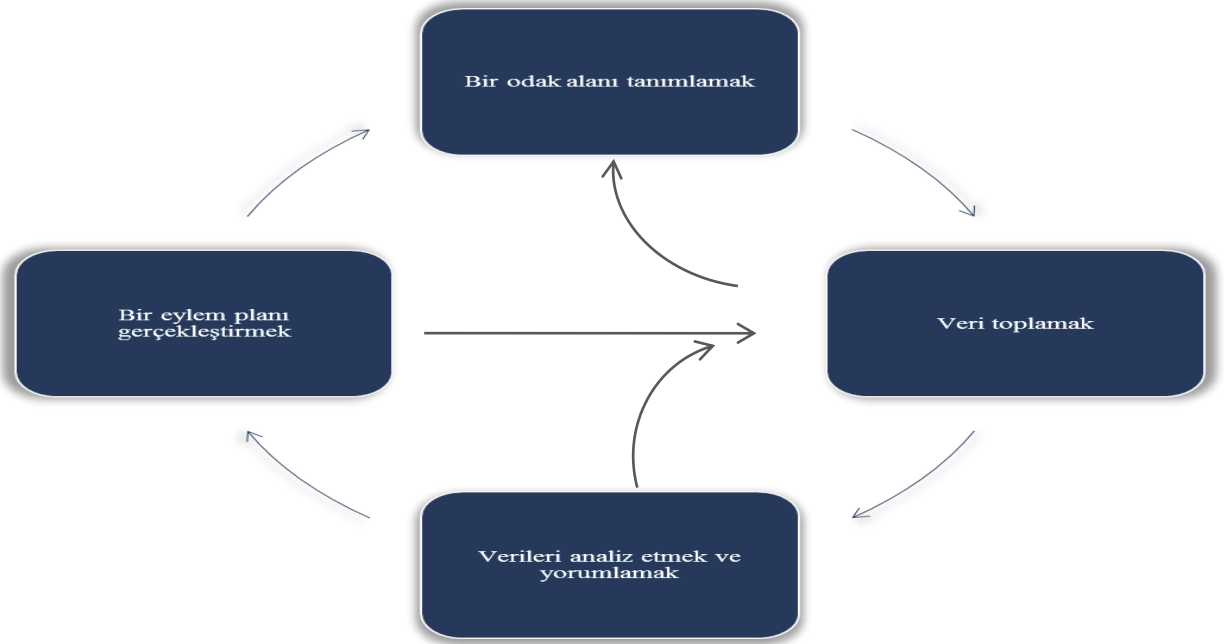 Bir odak alanı tanımlamak
Bir eylem planı
gerçekleştirmek
Veri toplamak
Verileri analiz etmek ve
yorumlamak